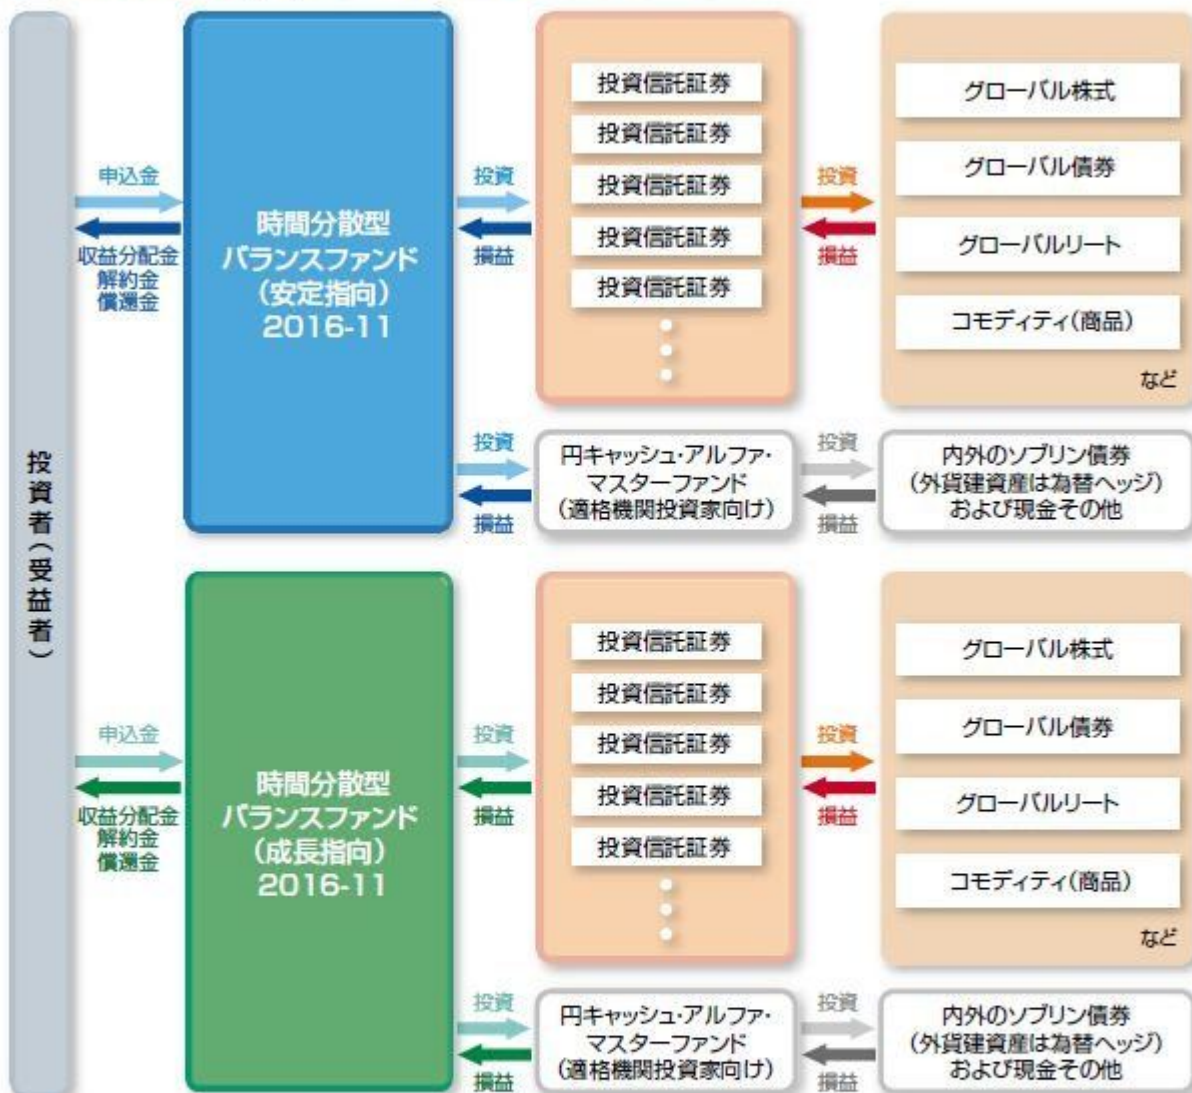 投資者(受益者)
申込金
収益分配金
解約金
償還金
時間分散型
バランスファンド
(安定指向)
2016-11
投資
損益
投資信託証券
投資信託証券
投資信託証券
投資信託証券
投資信託証券
投資
損益
グローバル株式
グローバル債券
グローバルリート
コモディティ(商品)
など
投資
損益
円キャッシュ・アルファ・
マスターファンド
(適格機関投資家向け)
投資
損益
内外のソブリン債券
(外貨建資産は為替ヘッジ)
および現金その他
申込金
収益分配金
解約金
償還金
時間分散型
バランスファンド
(成長指向)
2016-11
投資
損益
投資信託証券
投資信託証券
投資信託証券
投資信託証券
投資信託証券
投資
損益
グローバル株式
グローバル債券
グローバルリート
コモディティ(商品)
など
投資
損益
円キャッシュ・アルファ・
マスターファンド
(適格機関投資家向け)
投資
損益
内外のソブリン債券
(外貨建資産は為替ヘッジ)
および現金その他